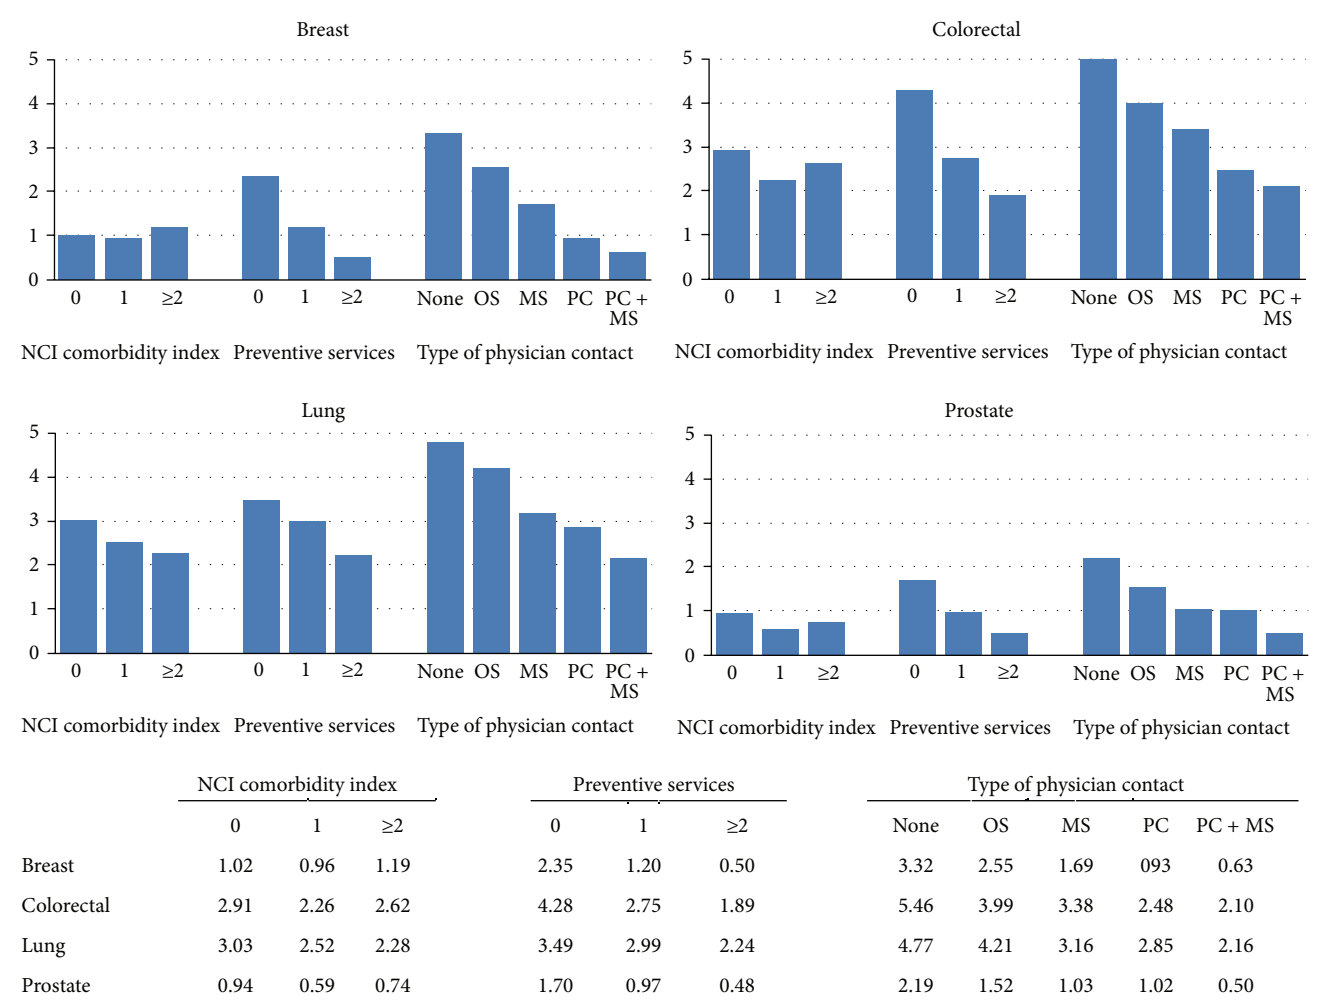 Breast
5
4
3
2
1
0
0 1 ≥2 0 1 ≥2 None OS MS PC PC +
MS
NCI comorbidity index Preventive services Type of physician contact
Colorectal
5
4
3
2
1
0
0 1 ≥2 0 1 ≥2 None OS MS PC PC +
MS
NCI comorbidity index Preventive services Type of physician contact
Lung
5
4
3
2
1
0
0 1 ≥2 0 1 ≥2 None OS MS PC PC +
MS
NCI comorbidity index Preventive services Type of physician contact
Prostate
5
4
3
2
1
0
0 1 ≥2 0 1 ≥2 None OS MS PC PC +
MS
NCI comorbidity index Preventive services Type of physician contact
NCI comorbidity index Preventive services Type of physician contact
0 1 ≥2 0 1 ≥2 None OS MS PC PC + MS
Breast 1.02 0.96 1.19 2.35 1.20 0.50 3.32 2.55 1.69 093 0.63
Colorectal 2.91 2.26 2.62 4.28 2.75 1.89 5.46 3.99 3.38 2.48 2.10
Lung 3.03 2.52 2.28 3.49 2.99 2.24 4.77 4.21 3.16 2.85 2.16
Prostate 0.94 0.59 0.74 1.70 0.97 0.48 2.19 1.52 1.03 1.02 0.50